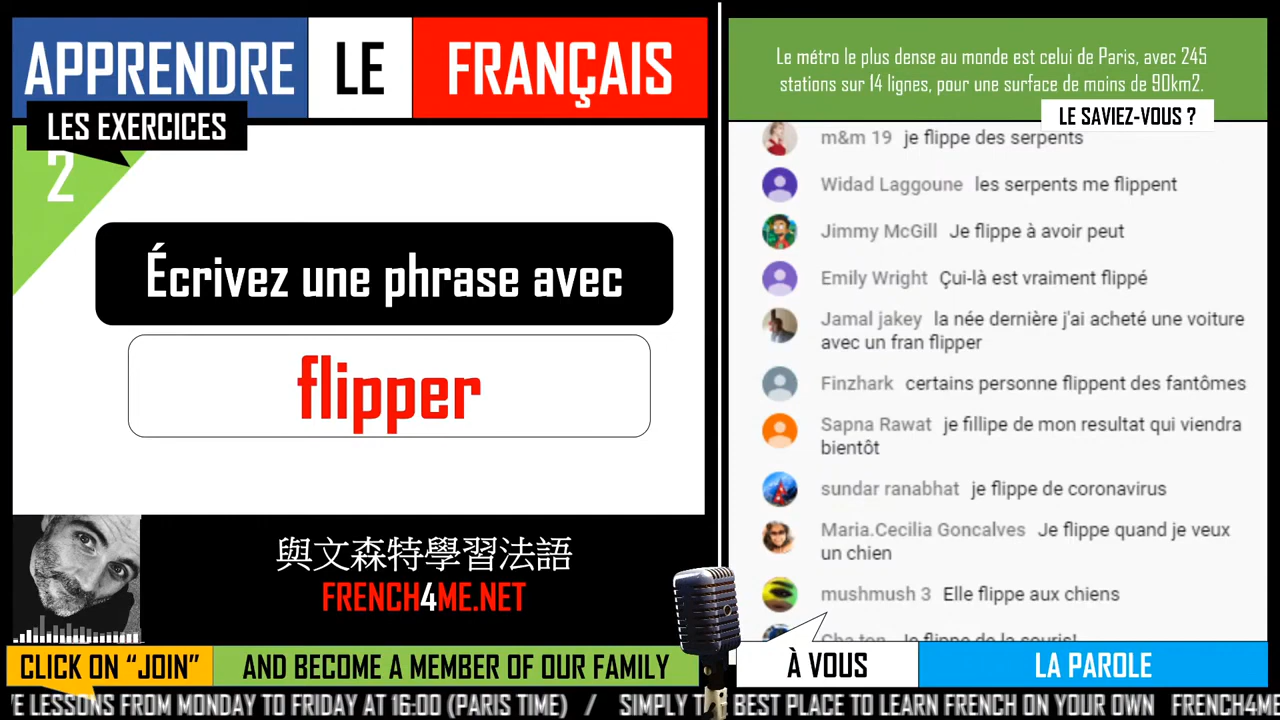 APPRENDRE LE FRANÇAIS
LES EXERCICES
2
Écrivez une phrase avec
flipper
與文森特學習法語
FRENCH4ME.NET
CLICK ON “JOIN”
AND BECOME A MEMBER OF OUR FAMILY
Le métro le plus dense au monde est celui de Paris, avec 245
stations sur 14 lignes, pour une surface de moins de 90km2.
LE SAVIEZ-VOUS ?
m&m 19 je flippe des serpents
Widad Laggoune les serpents me flippent
Jimmy McGill Je flippe à avoir peut
Emily Wright Çui-là est vraiment flippé
Jamal jakey la née dernière j'ai acheté une voiture
avec un fran flipper
Finzhark certains personne flippent des fantômes
Sapna Rawat je fillipe de mon resultat qui viendra
bientôt
sundar ranabhat je flippe de coronavirus
Maria.Cecilia Goncalves Je flippe quand je veux
un chien
mushmush 3 Elle flippe aux chiens
Je flippe de la souris!
À VOUS
LA PAROLE
LESSONS FROM MONDAY TO FRIDAY AT 16:00 (PARIS TIME) / SIMPLY BEST PLACE TO LEARN FRENCH ON YOUR OWN FRENCH4ME